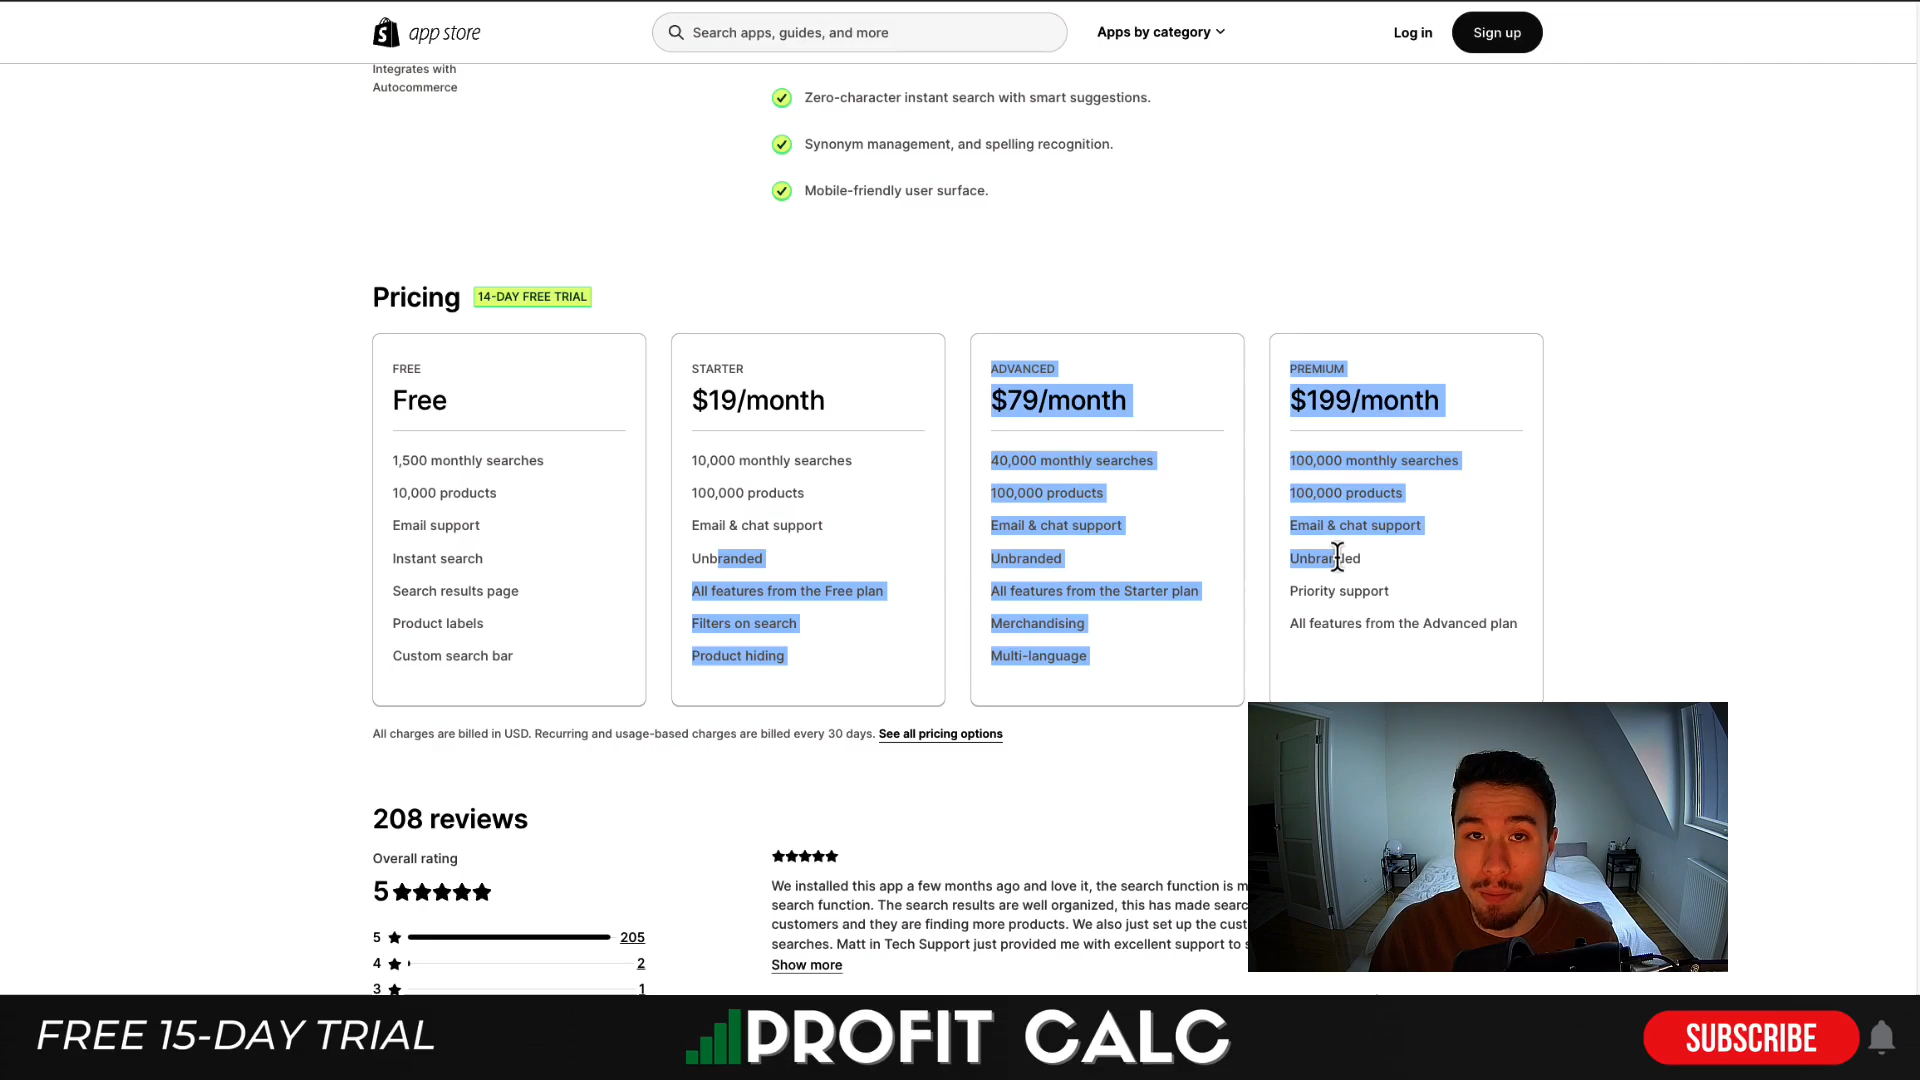 app store
Search apps, guides, and more
Apps by category
Log in
Sign up
Integrates with
Autocommerce
Zero-character instant search with smart suggestions.
Synonym management, and spelling recognition.
Mobile-friendly user surface.
Pricing
14-DAY FREE TRIAL
FREE
Free
1,500 monthly searches
10,000 products
Email support
Instant search
Search results page
Product labels
Custom search bar
STARTER
$19/month
10,000 monthly searches
100,000 products
Email & chat support
Unbranded
All features from the Free plan
Filters on search
Product hiding
ADVANCED
$79/month
40,000 monthly searches
100,000 products
Email & chat support
Unbranded
All features from the Starter plan
Merchandising
Multi-language
PREMIUM
$199/month
100,000 monthly searches
100,000 products
Email & chat support
Unbranded
Priority support
All features from the Advanced plan
All charges are billed in USD. Recurring and usage-based charges are billed every 30 days. See all pricing options
208 reviews
Overall rating
5
5 205
4 2
3 1
We installed this app a few months ago and love it, the search function is
search function. The search results are well organized, this has made
customers and they are finding more products. We also just set up the
searches. Matt in Tech Support just provided me with excellent support to
Show more
FREE 15-DAY TRIAL
PROFIT CALC
SUBSCRIBE